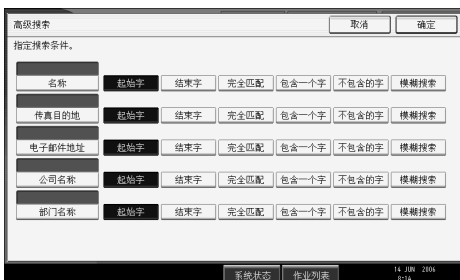 高级搜索 取消 确定
指定搜索条件。
名称 起始字 结束字 完全匹配 包含一个字 不包含的字 模糊搜索
传真目的地 起始字 结束字 完全匹配 包含一个字 不包含的字 模糊搜索
电子邮件地址 起始字 结束字 完全匹配 包含一个字 不包含的字 模糊搜索
公司名称 起始字 结束字 完全匹配 包含一个字 不包含的字 模糊搜索
部门名称 起始字 结束字 完全匹配 包含一个字 不包含的字 模糊搜索
系统状态 作业列表 14 JUN 2006
8:14